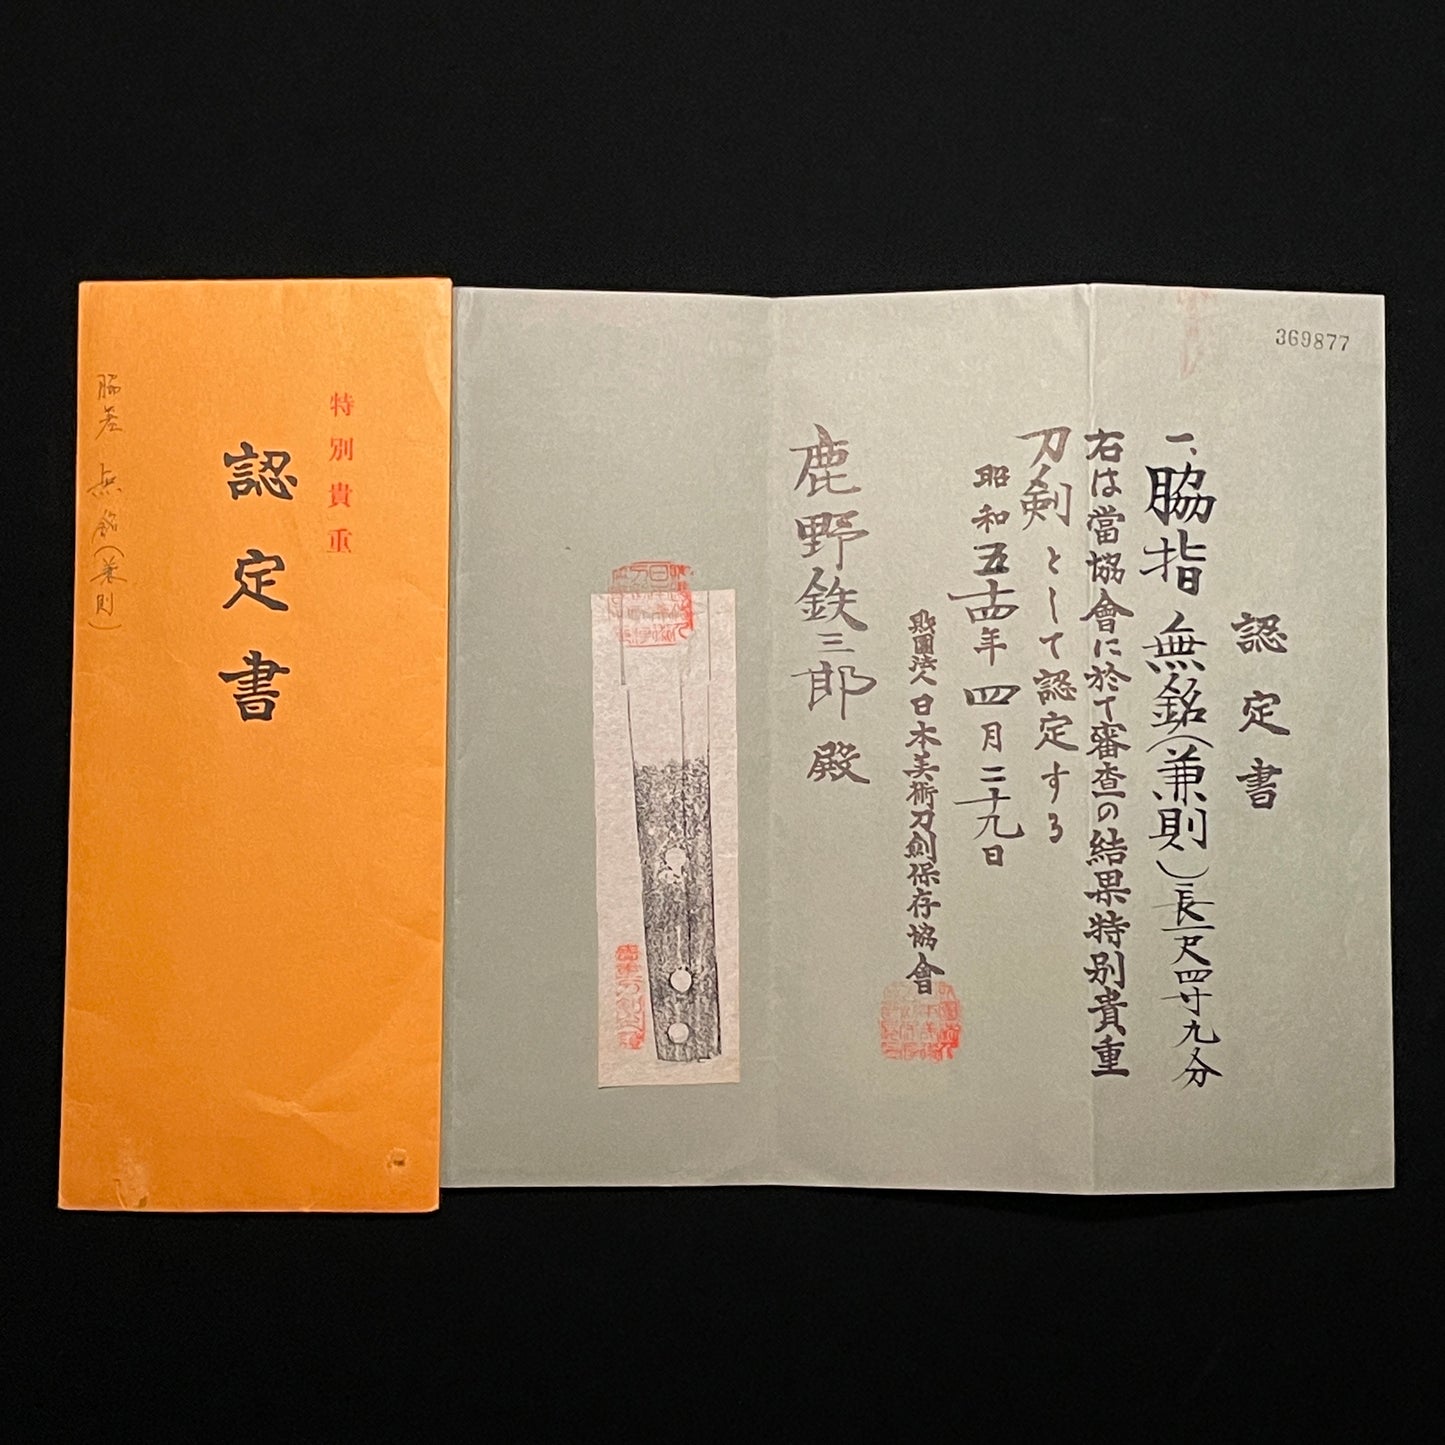 369877
認定書
一、脇指 無銘(兼則)長一尺四寸九分
右は當協會に於て審査の結果特別貴重
刀剣として認定する
昭和五十四年四月二十九日
財團法人日本美術刀劍保存協會
鹿野鉄三郎殿
特別貴重
認定書
脇差 無銘(兼則)